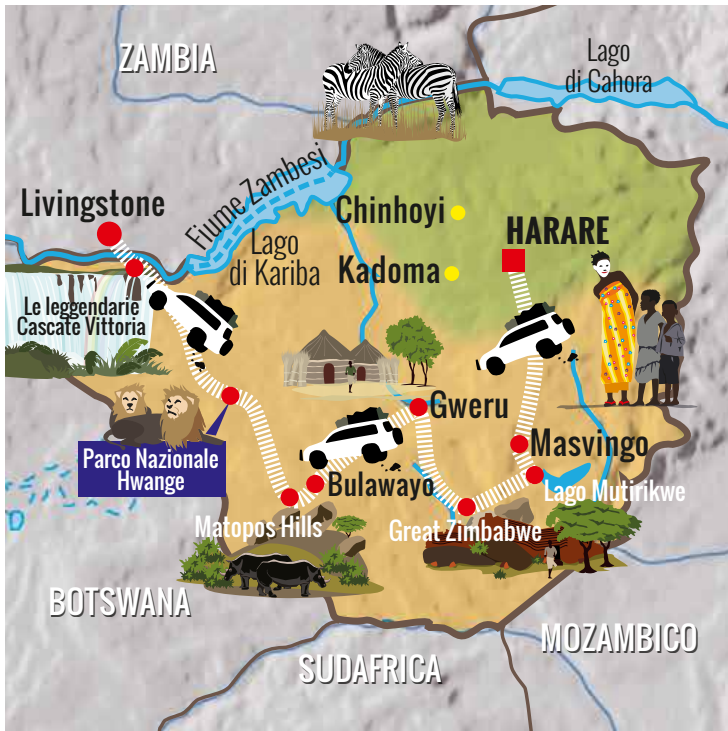 ZAMBIA
Lago
di Cahora
Livingstone
Fiume Zambesi
Chinhoyi
HARARE
Lago
di Kariba
Kadoma
Le leggendarie
Cascate Vittoria
Gweru
Masvingo
Parco Nazionale
Hwange
Bulawayo
Lago Mutirikwe
Matopos Hills
Great Zimbabwe
BOTSWANA
MOZAMBICO
SUDAFRICA